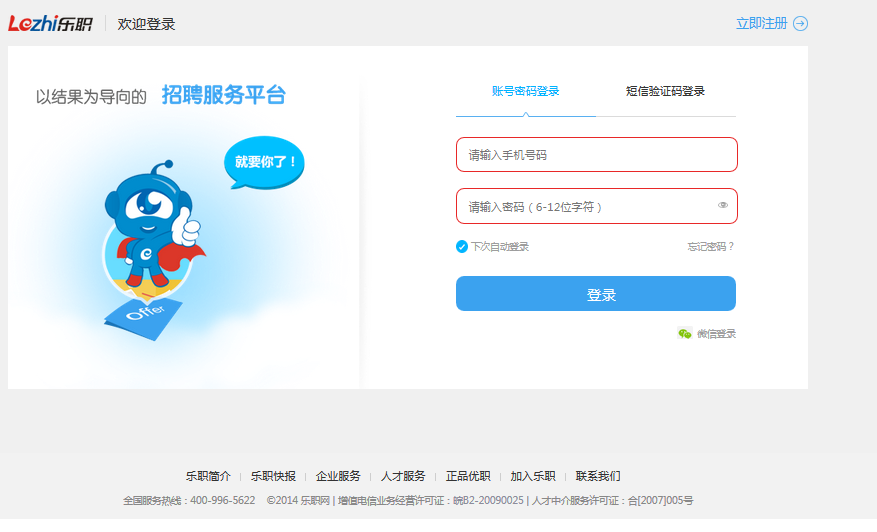 Lezhi乐职 欢迎登录 立即注册
以结果为导向的 招聘服务平台
就要你了！
Offer
账号密码登录 短信验证码登录
请输入手机号码
请输入密码（6-12位字符）
下次自动登录 忘记密码？
登录
微信登录
乐职简介 | 乐职快报 | 企业服务 | 人才服务 | 正品优职 | 加入乐职 | 联系我们
全国服务热线：400-996-5622 ©2014 乐职网 | 增值电信业务经营许可证：皖B2-20090025 | 人才中介服务许可证：合[2007]005号